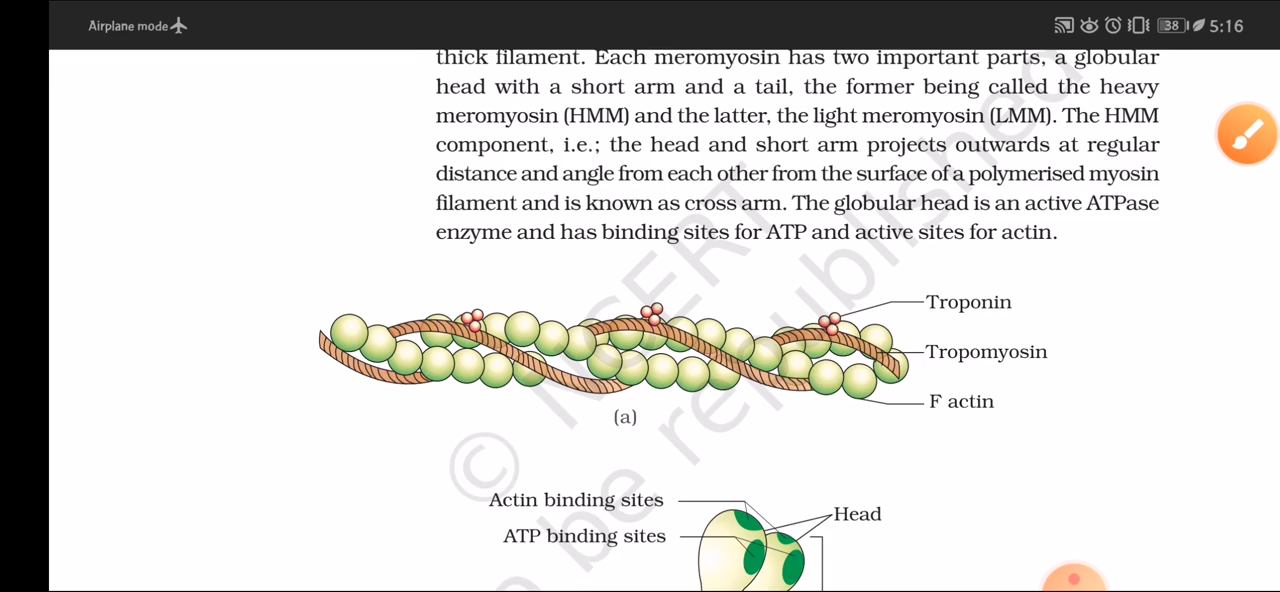 Airplane mode
38 5:16
thick filament. Each meromyosin has two important parts, a globular
head with a short arm and a tail, the former being called the heavy
meromyosin (HMM) and the latter, the light meromyosin (LMM). The HMM
component, i.e.; the head and short arm projects outwards at regular
distance and angle from each other from the surface of a polymerised myosin
filament and is known as cross arm. The globular head is an active ATPase
enzyme and has binding sites for ATP and active sites for actin.
Troponin
Tropomyosin
F actin
(a)
Actin binding sites
Head
ATP binding sites
© NCERT
be republished